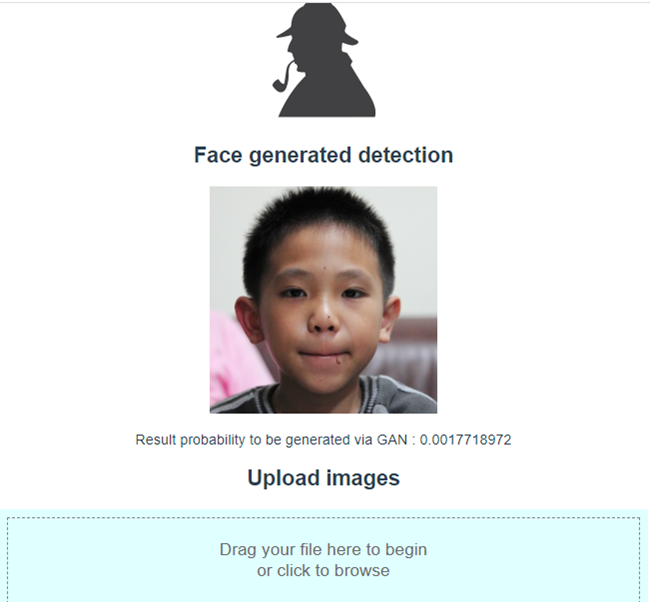 Face generated detection
Result probability to be generated via GAN : 0.0017718972
Upload images
Drag your file here to begin
or click to browse